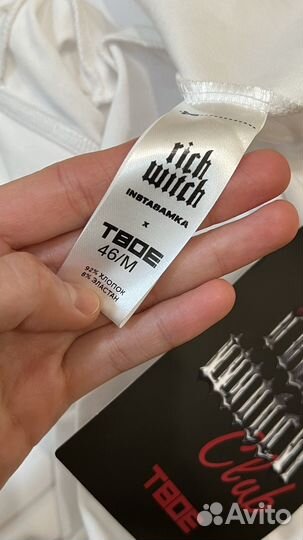 rich
witch
INSTASAMKA
x
ТВОЕ
46/M
92% ХЛОПОК
8% ЭЛАСТАН
Club
ТВОЕ
Avito